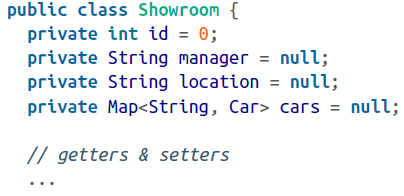 public class Showroom {
  private int id = 0;
  private String manager = null;
  private String location = null;
  private Map<String, Car> cars = null;

  // getters & setters
  ...